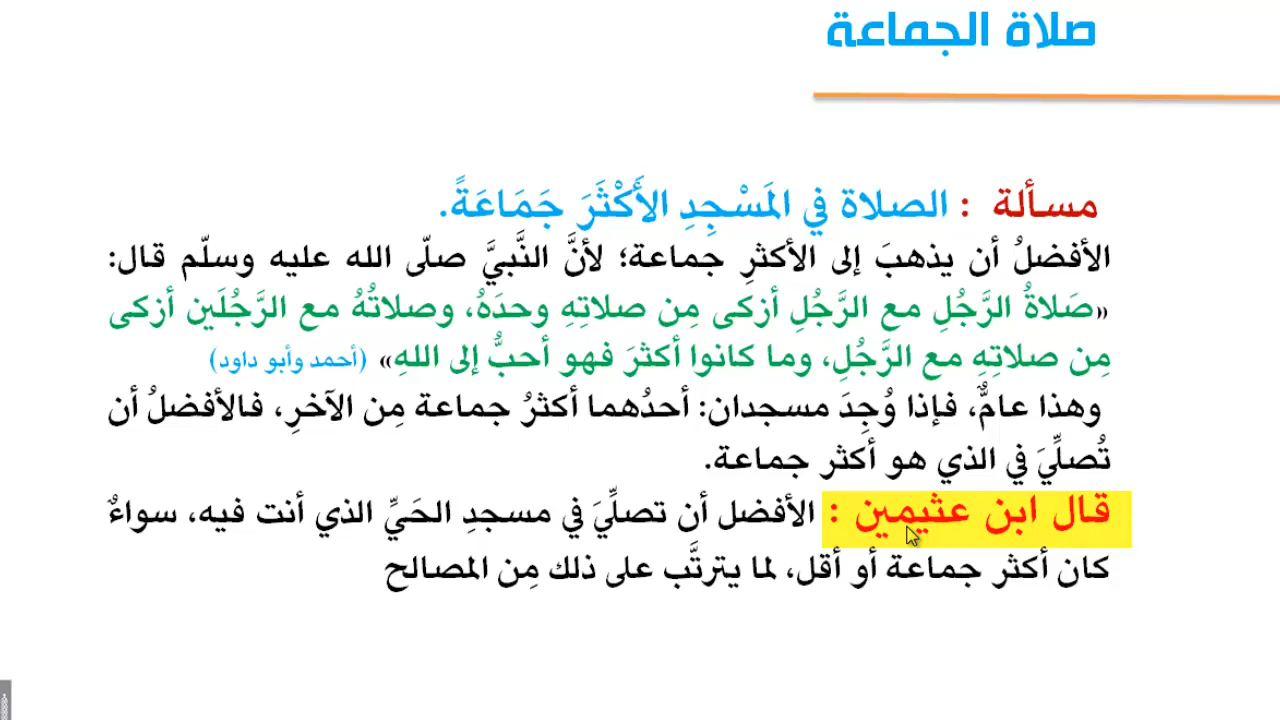 صلاة الجماعة
مسألة : الصلاة في المَسْجِدِ الأَكْثَرَ جَمَاعَةً.
الأفضلُ أن يذهبَ إلى الأكثرِ جماعة؛ لأنَّ النَّبيَّ صلّى الله عليه وسلّم قال:
«صَلاةُ الرَّجُلِ مع الرَّجُلِ أزكى مِن صلاتِهِ وحدَهُ، وصلاتُهُ مع الرَّجُلَين أزكى
مِن صلاتِهِ مع الرَّجُلِ، وما كانوا أكثرَ فهو أحبُّ إلى اللهِ» (أحمد وأبو داود)
وهذا عامٌّ، فإذا وُجِدَ مسجدان: أحدُهما أكثرُ جماعة مِن الآخرِ، فالأفضلُ أن
تُصلِّيَ في الذي هو أكثر جماعة.
قال ابن عثيمين : الأفضل أن تصلِّيَ في مسجدِ الحَيِّ الذي أنت فيه، سواءٌ
كان أكثر جماعة أو أقل، لما يترتَّب على ذلك مِن المصالح